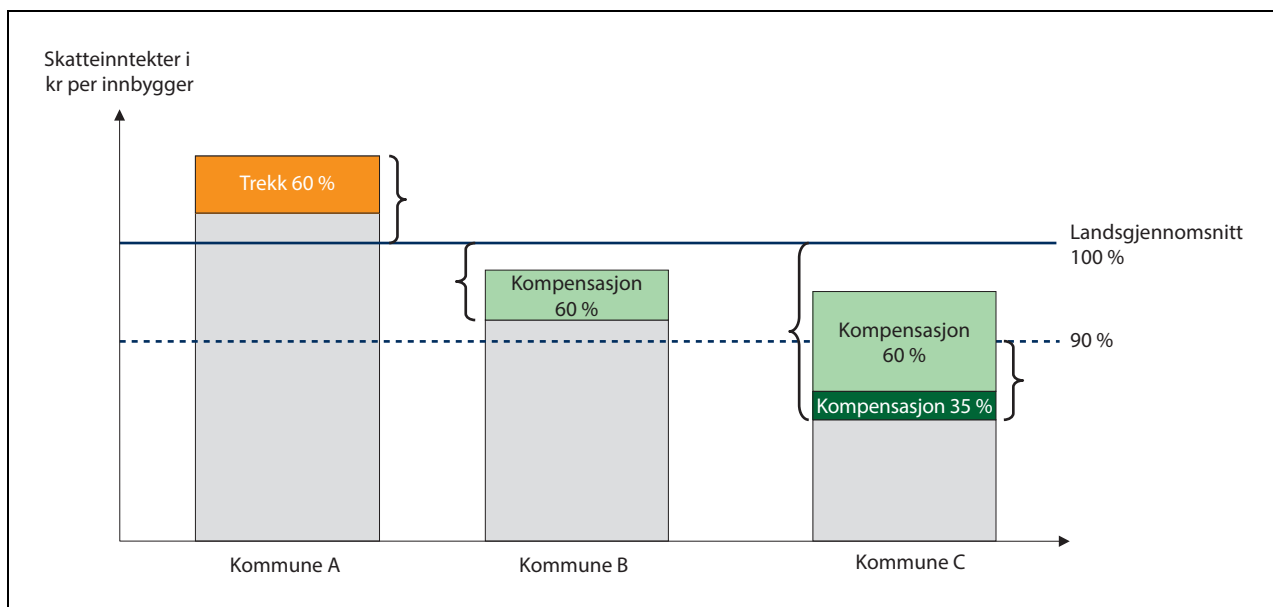 Skatteinntekter i
kr per innbygger
Trekk 60 %
Landsgjennomsnitt
100 %
Kompensasjon
60 %
Kompensasjon
60 %
90 %
Kompensasjon 35 %
Kommune A
Kommune B
Kommune C